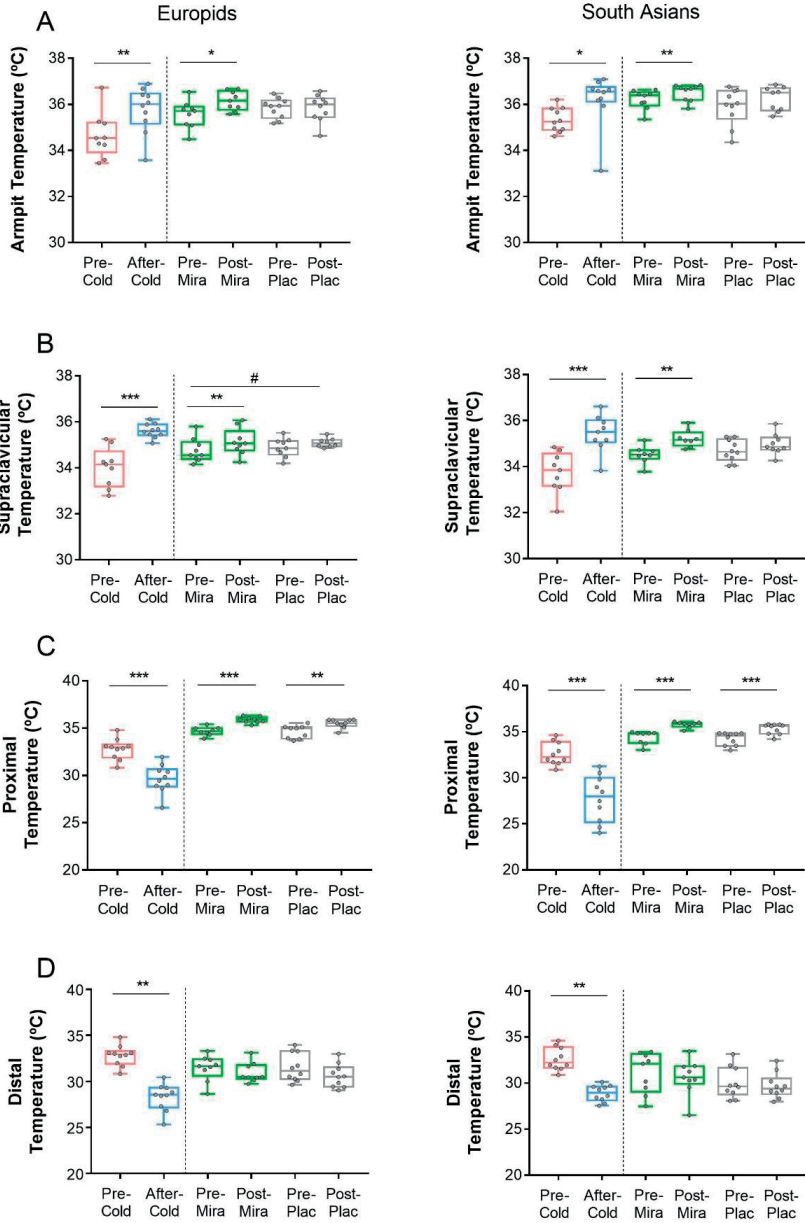 Europids
South Asians
A
Armpit Temperature (ºC)
38
36
34
32
30
**
*
Pre-Cold
After-Cold
Pre-Mira
Post-Mira
Pre-Plac
Post-Plac
Armpit Temperature (ºC)
38
36
34
32
30
*
**
Pre-Cold
After-Cold
Pre-Mira
Post-Mira
Pre-Plac
Post-Plac
B
Supraclavicular
Temperature (ºC)
38
36
34
32
30
***
**
#
Pre-Cold
After-Cold
Pre-Mira
Post-Mira
Pre-Plac
Post-Plac
Supraclavicular
Temperature (ºC)
38
36
34
32
30
***
**
Pre-Cold
After-Cold
Pre-Mira
Post-Mira
Pre-Plac
Post-Plac
C
Proximal
Temperature (ºC)
40
35
30
25
20
***
***
**
Pre-Cold
After-Cold
Pre-Mira
Post-Mira
Pre-Plac
Post-Plac
Proximal
Temperature (ºC)
40
35
30
25
20
***
***
***
Pre-Cold
After-Cold
Pre-Mira
Post-Mira
Pre-Plac
Post-Plac
D
Distal
Temperature (ºC)
40
35
30
25
20
**
Pre-Cold
After-Cold
Pre-Mira
Post-Mira
Pre-Plac
Post-Plac
Distal
Temperature (ºC)
40
35
30
25
20
**
Pre-Cold
After-Cold
Pre-Mira
Post-Mira
Pre-Plac
Post-Plac